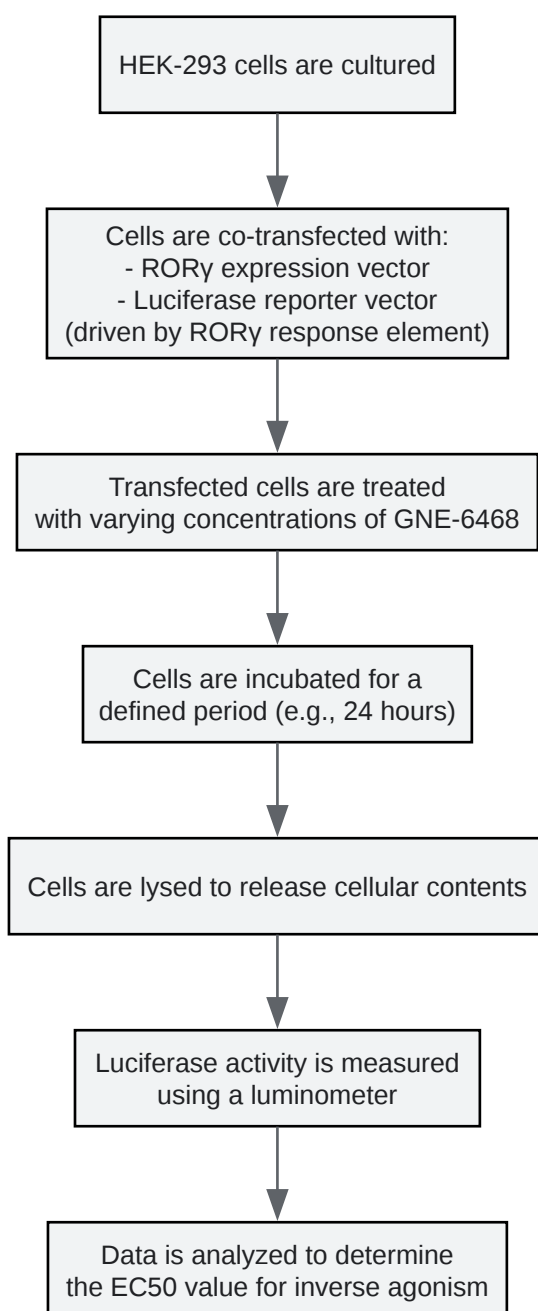 HEK-293 cells are cultured
Cells are co-transfected with:
- RORγ expression vector
- Luciferase reporter vector
(driven by RORγ response element)
Transfected cells are treated
with varying concentrations of GNE-6468
Cells are incubated for a
defined period (e.g., 24 hours)
Cells are lysed to release cellular contents
Luciferase activity is measured
using a luminometer
Data is analyzed to determine
the EC50 value for inverse agonism